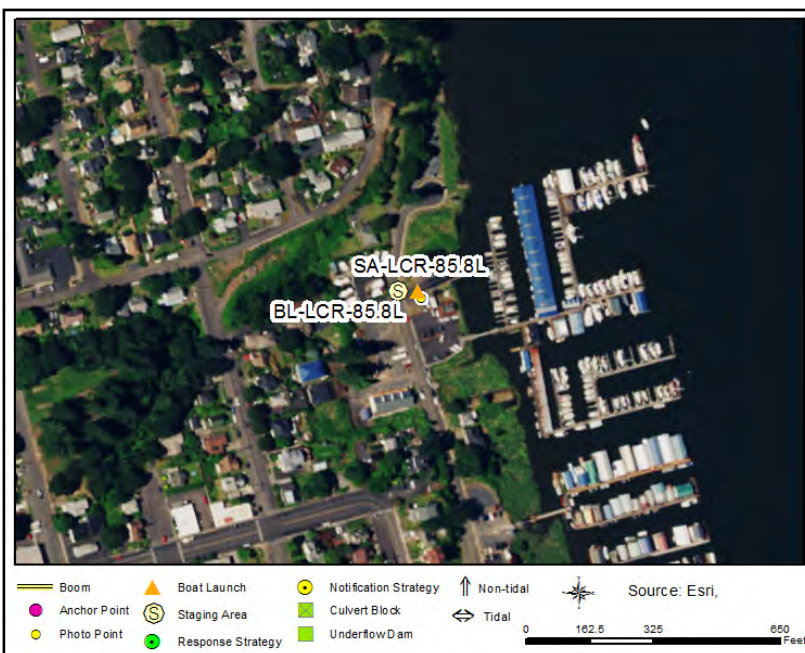 SA-LCR-85.8L
S
BL-LCR-85.8L
Boom
Boat Launch
Notification Strategy
Non-tidal
Source: Esri,
Anchor Point
S
Staging Area
Culvert Block
Tidal
Photo Point
Response Strategy
Underflow Dam
0 162.5 325 650
Feet